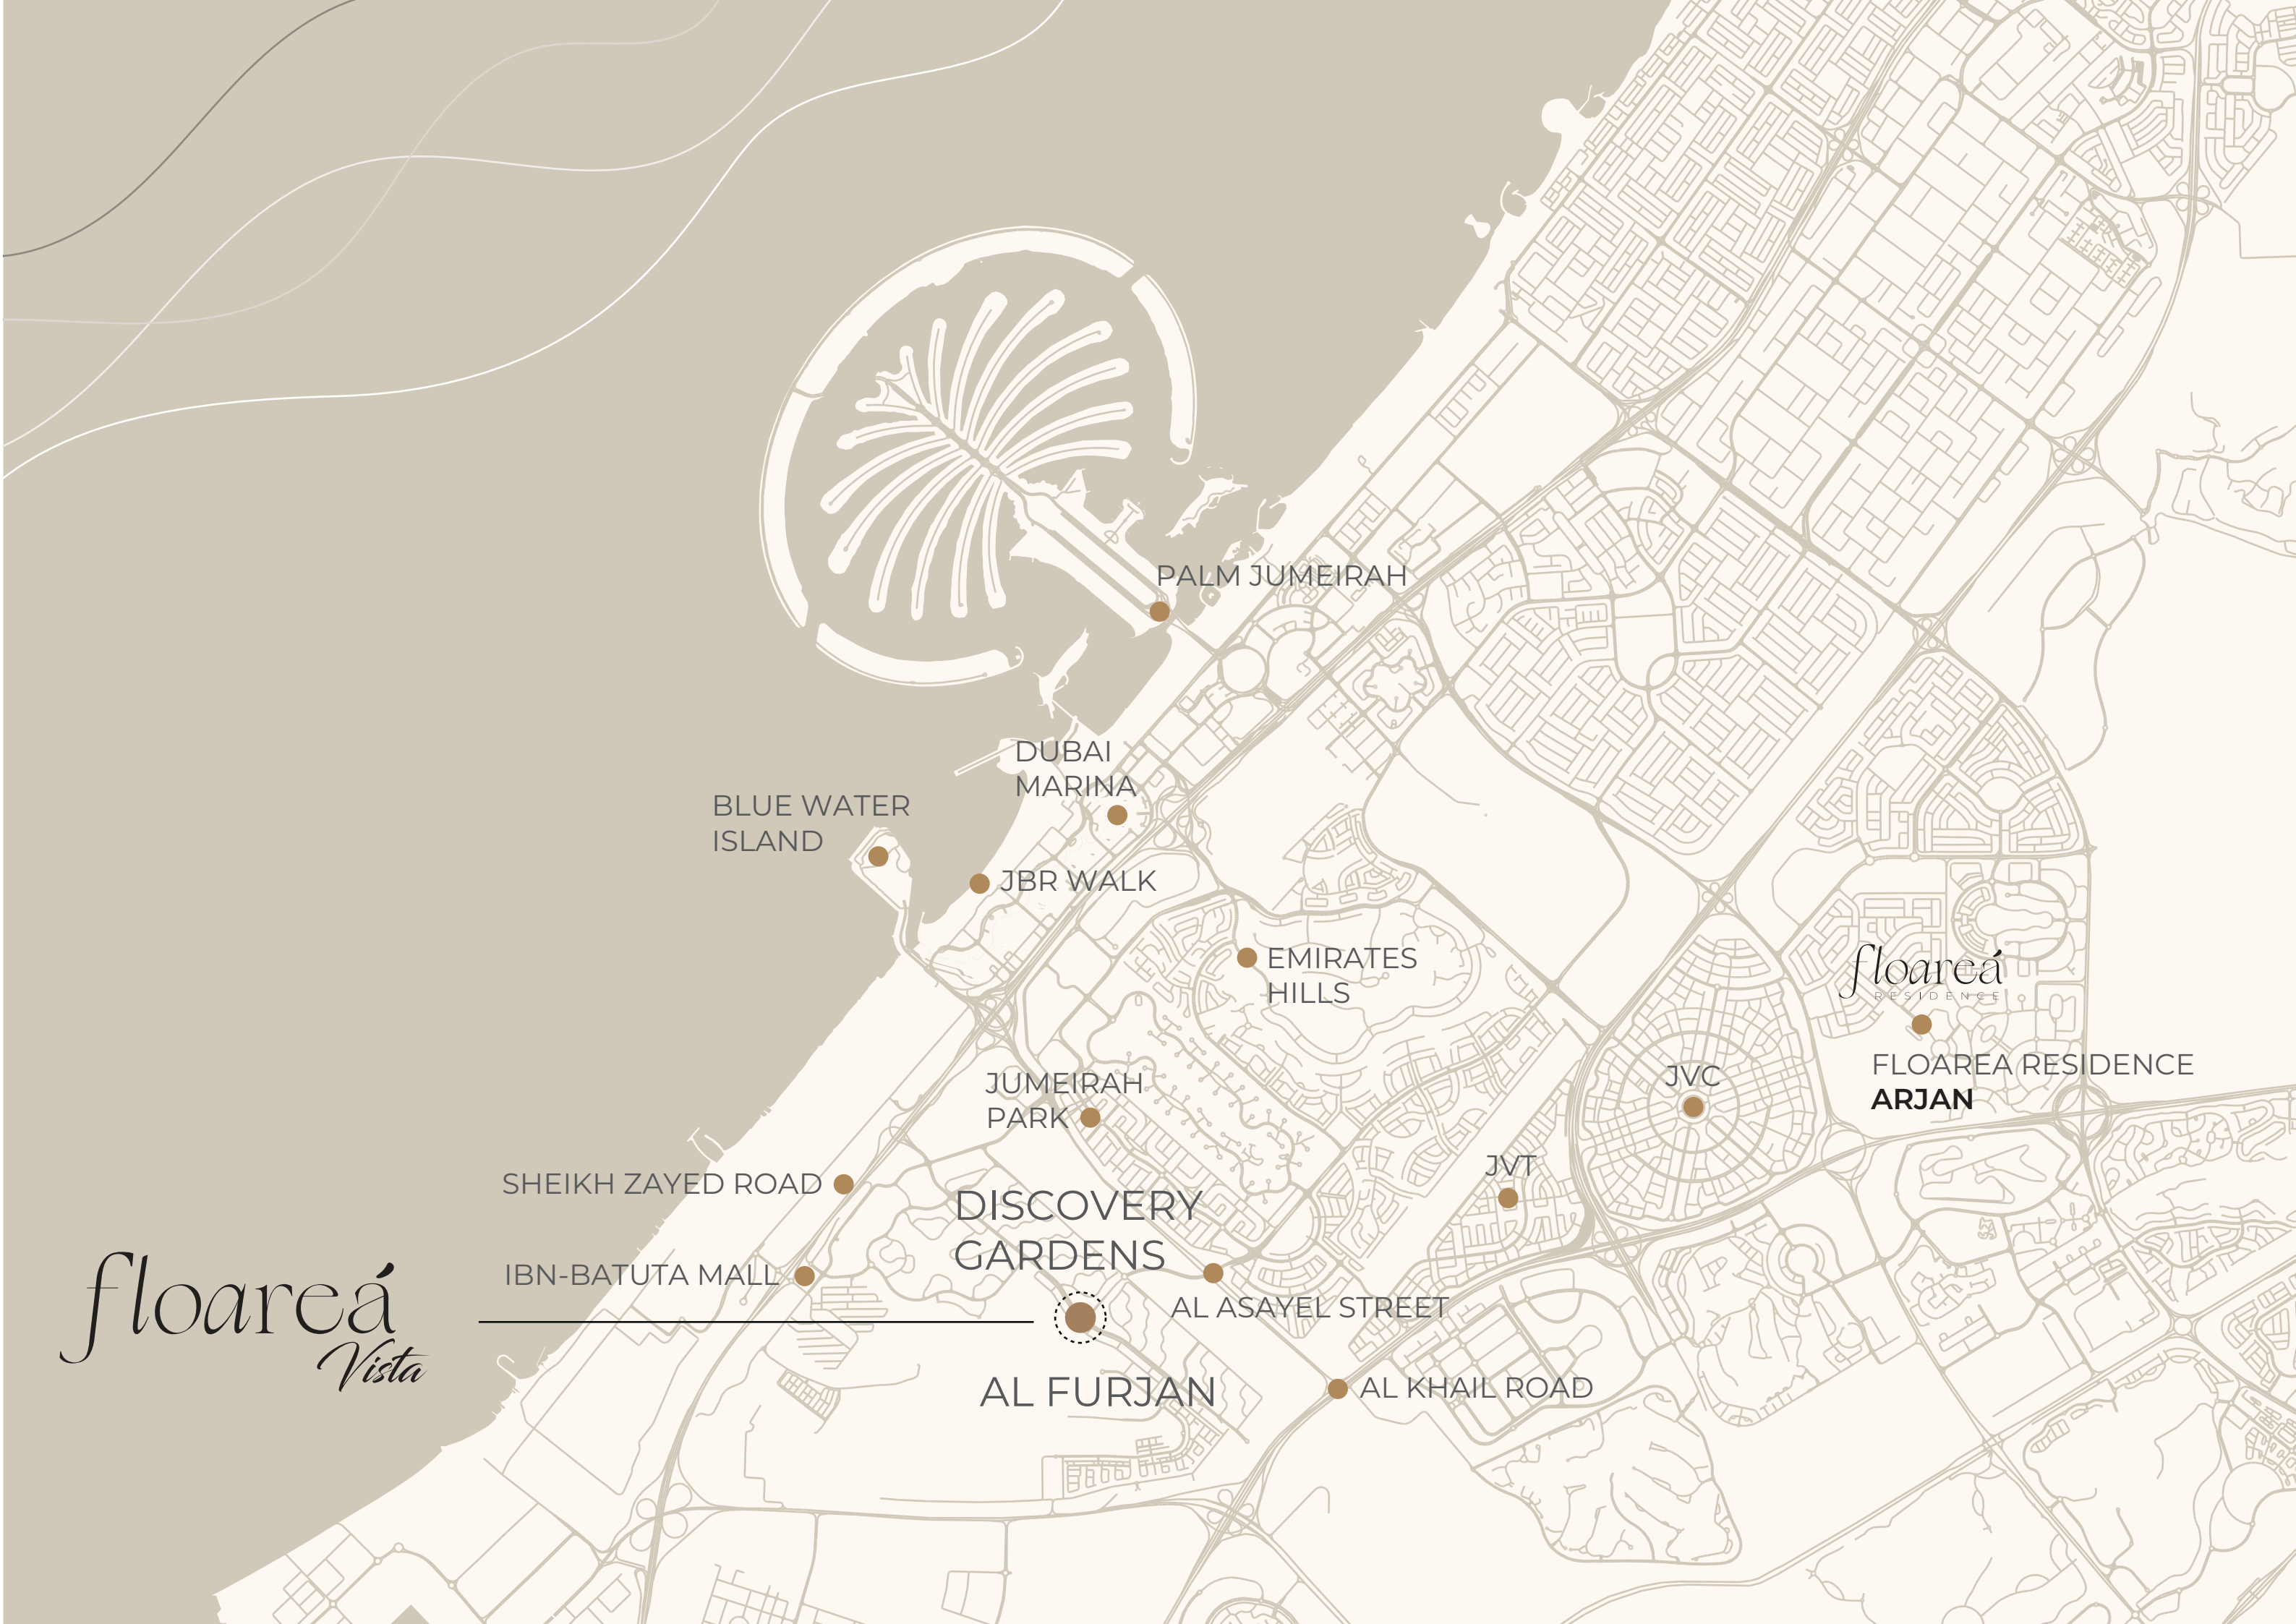 PALM JUMEIRAH
DUBAI
MARINA
BLUE WATER
ISLAND
JBR WALK
EMIRATES
HILLS
floareá
RESIDENCE
FLOAREA RESIDENCE
ARJAN
JVC
JUMEIRAH
PARK
JVT
SHEIKH ZAYED ROAD
DISCOVERY
GARDENS
IBN-BATUTA MALL
AL ASAYEL STREET
floareá
Vista
AL FURJAN
AL KHAIL ROAD